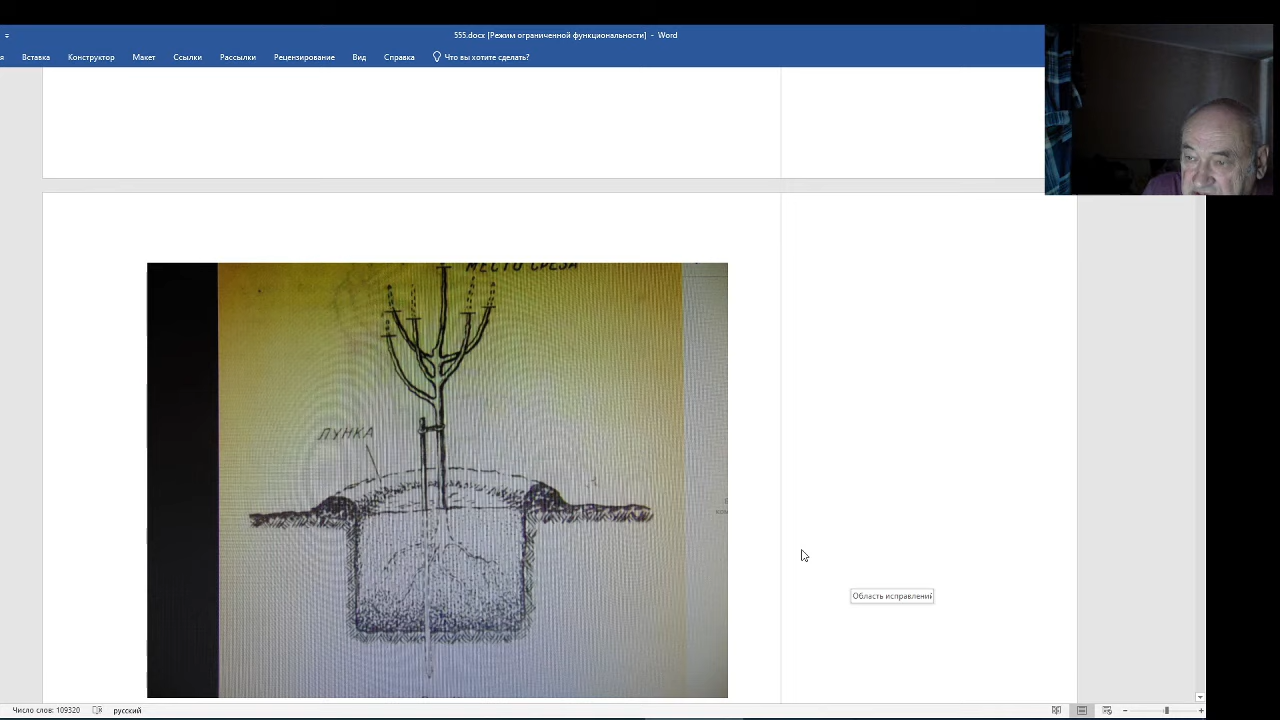 555.docx [Режим ограниченной функциональности] - Word
я Вставка Конструктор Макет Ссылки Рассылки Рецензирование Вид Справка Что вы хотите сделать?
МЕСТО СРЕЗА
ЛУНКА
Область исправлений
Число слов: 109320 русский